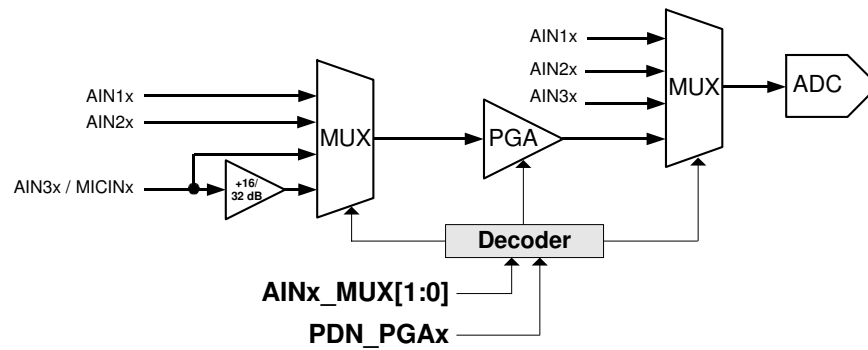 AIN1x
AIN2x
AIN3x
AIN1x
AIN2x
AIN3x / MICINx
+16/
32 dB
MUX
PGA
MUX
ADC
Decoder
AINx_MUX[1:0]
PDN_PGAx